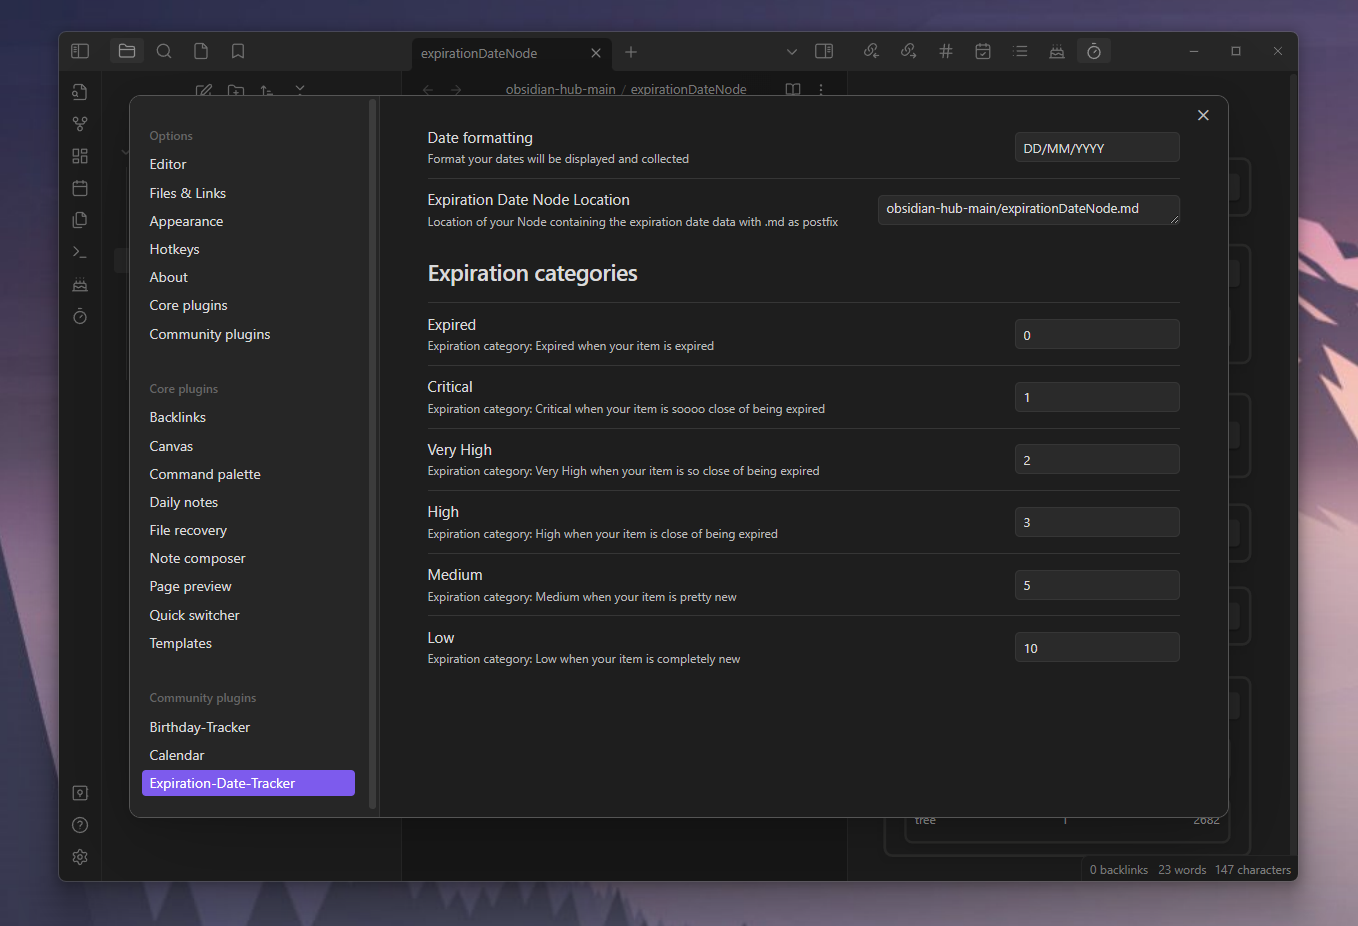 expirationDateNode
obsidian-hub-main / expirationDateNode
Options
Editor
Files & Links
Appearance
Hotkeys
About
Core plugins
Community plugins
Core plugins
Backlinks
Canvas
Command palette
Daily notes
File recovery
Note composer
Page preview
Quick switcher
Templates
Community plugins
Birthday-Tracker
Calendar
Expiration-Date-Tracker
Date formatting
Format your dates will be displayed and collected
DD/MM/YYYY
Expiration Date Node Location
Location of your Node containing the expiration date data with .md as postfix
obsidian-hub-main/expirationDateNode.md
Expiration categories
Expired
Expiration category: Expired when your item is expired
0
Critical
Expiration category: Critical when your item is soooo close of being expired
1
Very High
Expiration category: Very High when your item is so close of being expired
2
High
Expiration category: High when your item is close of being expired
3
Medium
Expiration category: Medium when your item is pretty new
5
Low
Expiration category: Low when your item is completely new
10
tree 1 2682
0 backlinks 23 words 147 characters